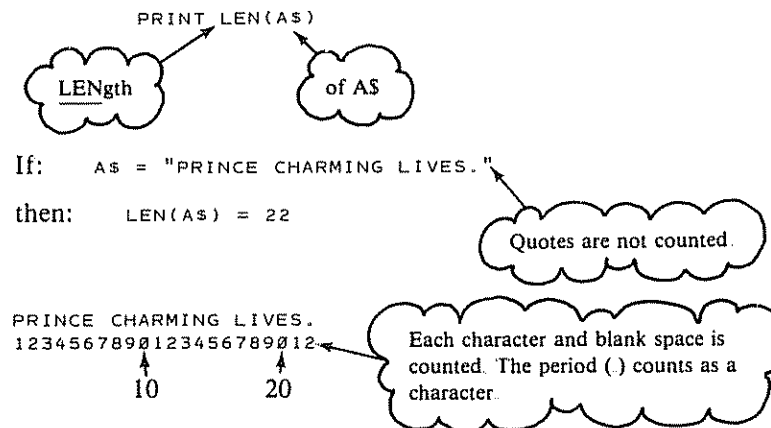 PRINT LEN(A$)
LENgth
of A$
If: A$ = "PRINCE CHARMING LIVES."
then: LEN(A$) = 22
Quotes are not counted.
PRINCE CHARMING LIVES.
1234567890123456789012
10 20
Each character and blank space is
counted. The period (.) counts as a
character.